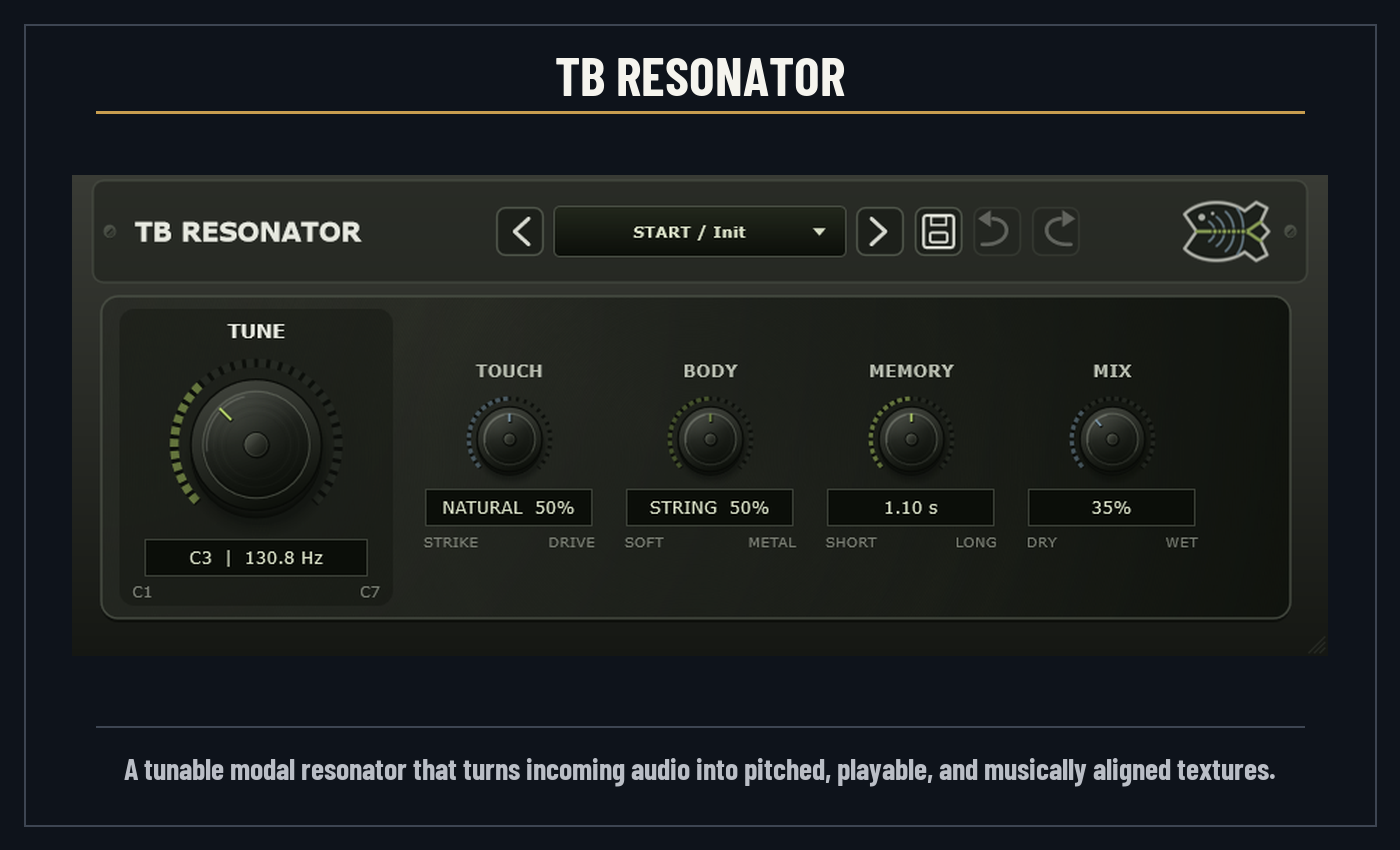 TB RESONATOR
TB RESONATOR
START / Init
TUNE
C3 | 130.8 Hz
C1 C7
TOUCH BODY MEMORY MIX
NATURAL 50% STRING 50% 1.10 s 35%
STRIKE DRIVE SOFT METAL SHORT LONG DRY WET
A tunable modal resonator that turns incoming audio into pitched, playable, and musically aligned textures.